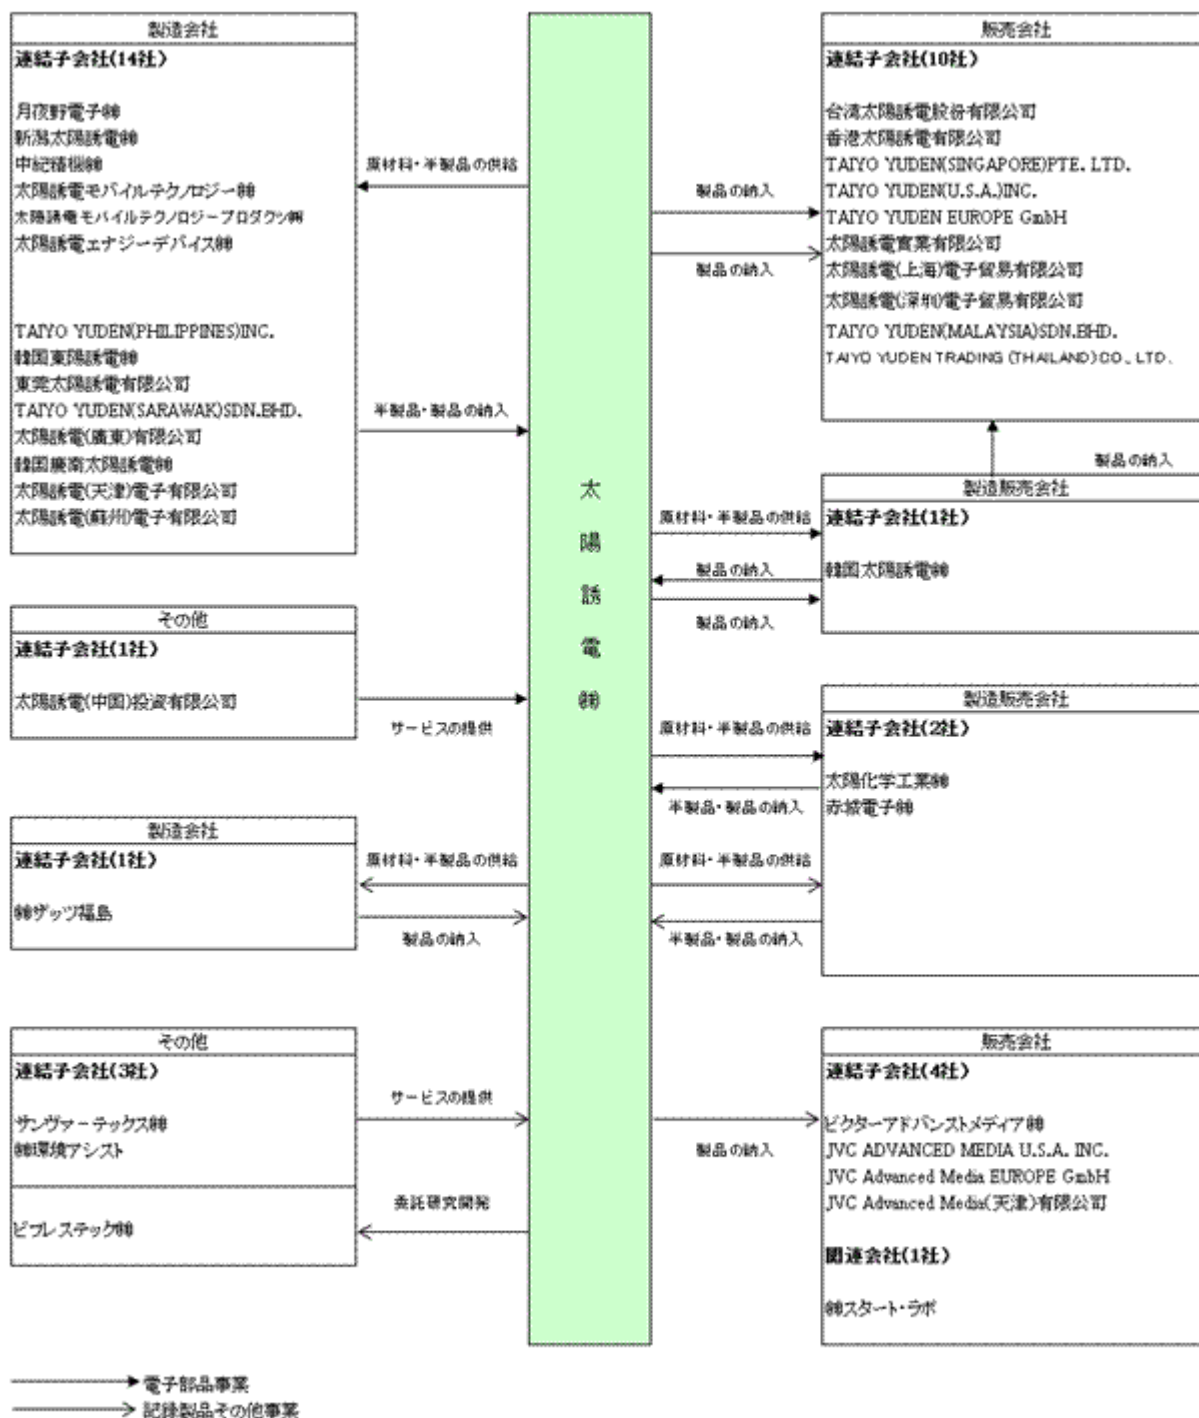 製造会社
連結子会社(14社)
月夜野電子㈱
新潟太陽誘電㈱
中紀精機㈱
太陽誘電モバイルテクノロジー㈱
太陽誘電モバイルテクノロジープロダクツ㈱
太陽誘電エナジーデバイス㈱
TAIYO YUDEN(PHILIPPINES)INC.
韓国東陽誘電㈱
東莞太陽誘電有限公司
TAIYO YUDEN(SARAWAK)SDN.BHD.
太陽誘電(廣東)有限公司
韓国慶南太陽誘電㈱
太陽誘電(天津)電子有限公司
太陽誘電(蘇州)電子有限公司
原材料・半製品の供給
半製品・製品の納入
その他
連結子会社(1社)
太陽誘電(中国)投資有限公司
サービスの提供
製造会社
連結子会社(1社)
㈱ザッツ福島
原材料・半製品の供給
製品の納入
その他
連結子会社(3社)
サンヴァーテックス㈱
㈱環境アシスト
ビフレステック㈱
サービスの提供
委託研究開発
太陽誘電㈱
販売会社
連結子会社(10社)
台湾太陽誘電股份有限公司
香港太陽誘電有限公司
TAIYO YUDEN(SINGAPORE)PTE. LTD.
TAIYO YUDEN(U.S.A.)INC.
TAIYO YUDEN EUROPE GmbH
太陽誘電實業有限公司
太陽誘電(上海)電子貿易有限公司
太陽誘電(深圳)電子貿易有限公司
TAIYO YUDEN(MALAYSIA)SDN.BHD.
TAIYO YUDEN TRADING (THAILAND) CO., LTD.
製品の納入
製品の納入
製品の納入
製造販売会社
連結子会社(1社)
韓国太陽誘電㈱
原材料・半製品の供給
製品の納入
製品の納入
製造販売会社
連結子会社(2社)
太陽化学工業㈱
赤城電子㈱
原材料・半製品の供給
半製品・製品の納入
原材料・半製品の供給
半製品・製品の納入
販売会社
連結子会社(4社)
ビクターアドバンストメディア㈱
JVC ADVANCED MEDIA U.S.A. INC.
JVC Advanced Media EUROPE GmbH
JVC Advanced Media(天津)有限公司
関連会社(1社)
㈱スタート・ラボ
製品の納入
電子部品事業
記録製品その他事業